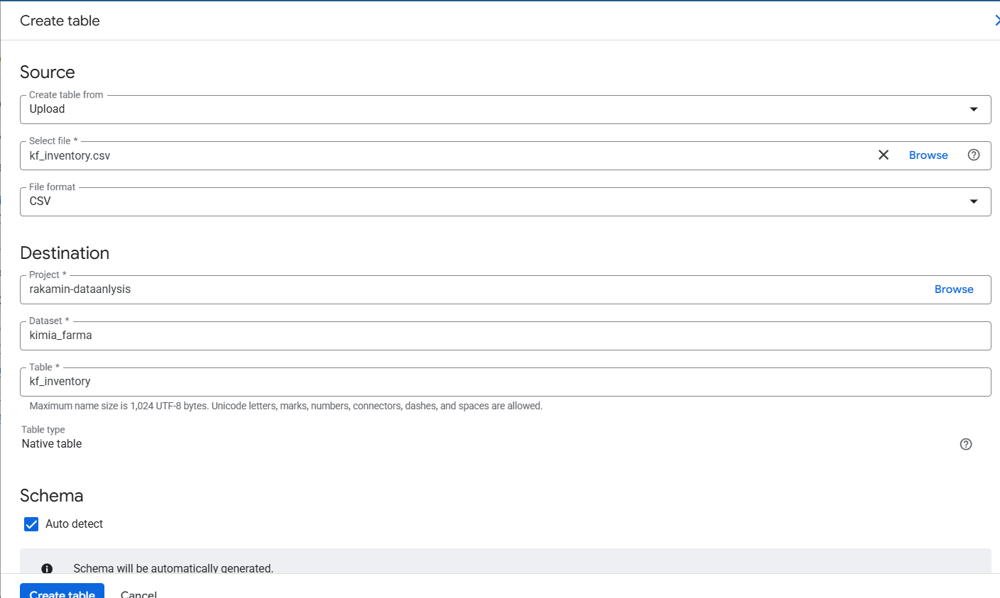 Create table
Source
Create table from
Upload
Select file *
kf_inventory.csv
Browse
File format
CSV
Destination
Project *
rakamin-dataanlysis
Browse
Dataset *
kimia_farma
Table *
kf_inventory
Maximum name size is 1,024 UTF-8 bytes. Unicode letters, marks, numbers, connectors, dashes, and spaces are allowed.
Table type
Native table
Schema
Auto detect
Schema will be automatically generated.
Create table
Cancel